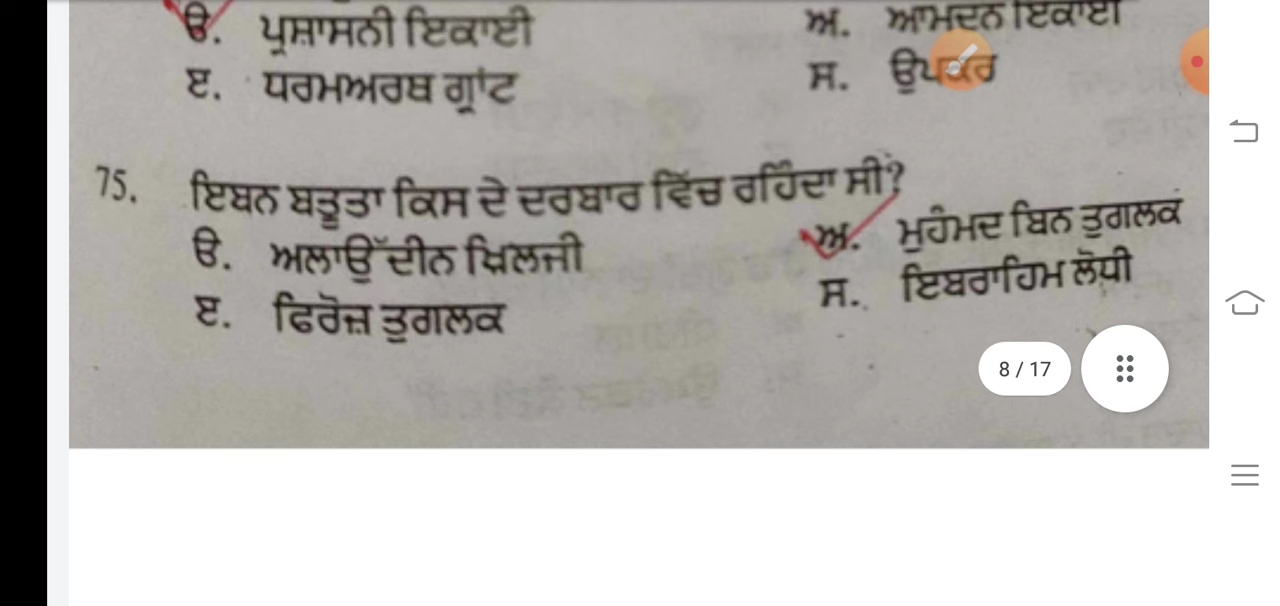 ੳ. ਪ੍ਰਸ਼ਾਸਨੀ ਇਕਾਈ
ਅ. ਆਮਦਨ ਇਕਾਈ
ੲ. ਧਰਮਅਰਥ ਗ੍ਰਾਂਟ
ਸ. ਉਪਕਰ
75. ਇਬਨ ਬਤੂਤਾ ਕਿਸ ਦੇ ਦਰਬਾਰ ਵਿੱਚ ਰਹਿੰਦਾ ਸੀ?
ੳ. ਅਲਾਉੱਦੀਨ ਖ਼ਿਲਜੀ
ਅ. ਮੁਹੰਮਦ ਬਿਨ ਤੁਗਲਕ
ੲ. ਫਿਰੋਜ਼ ਤੁਗਲਕ
ਸ. ਇਬਰਾਹਿਮ ਲੋਧੀ
8 / 17